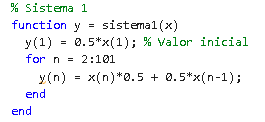 % Sistema 1
function y = sistema1(x)
y(1) = 0.5*x(1); % Valor inicial
for n = 2:101
y(n) = x(n)*0.5 + 0.5*x(n-1);
end
end